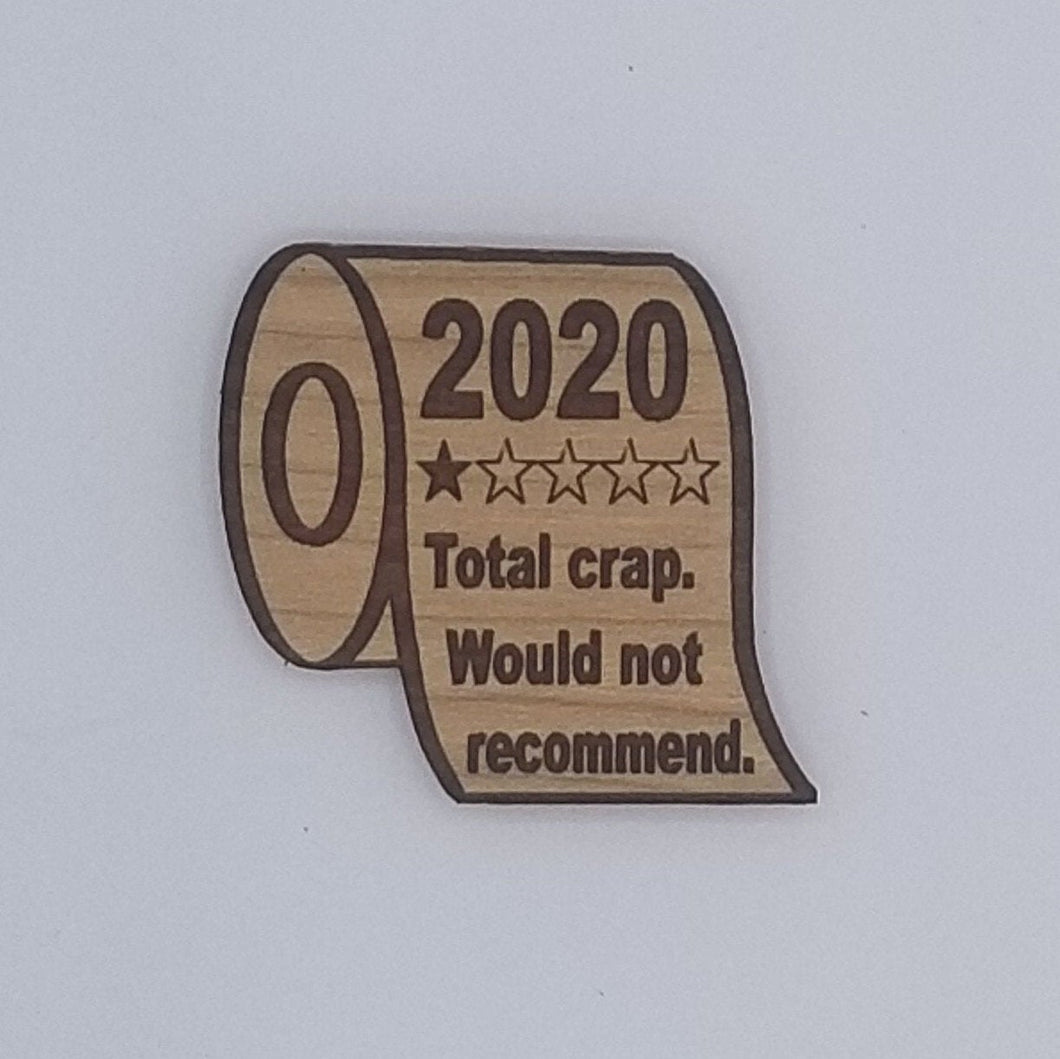 2020
★☆☆☆☆
Total crap.
Would not
recommend.